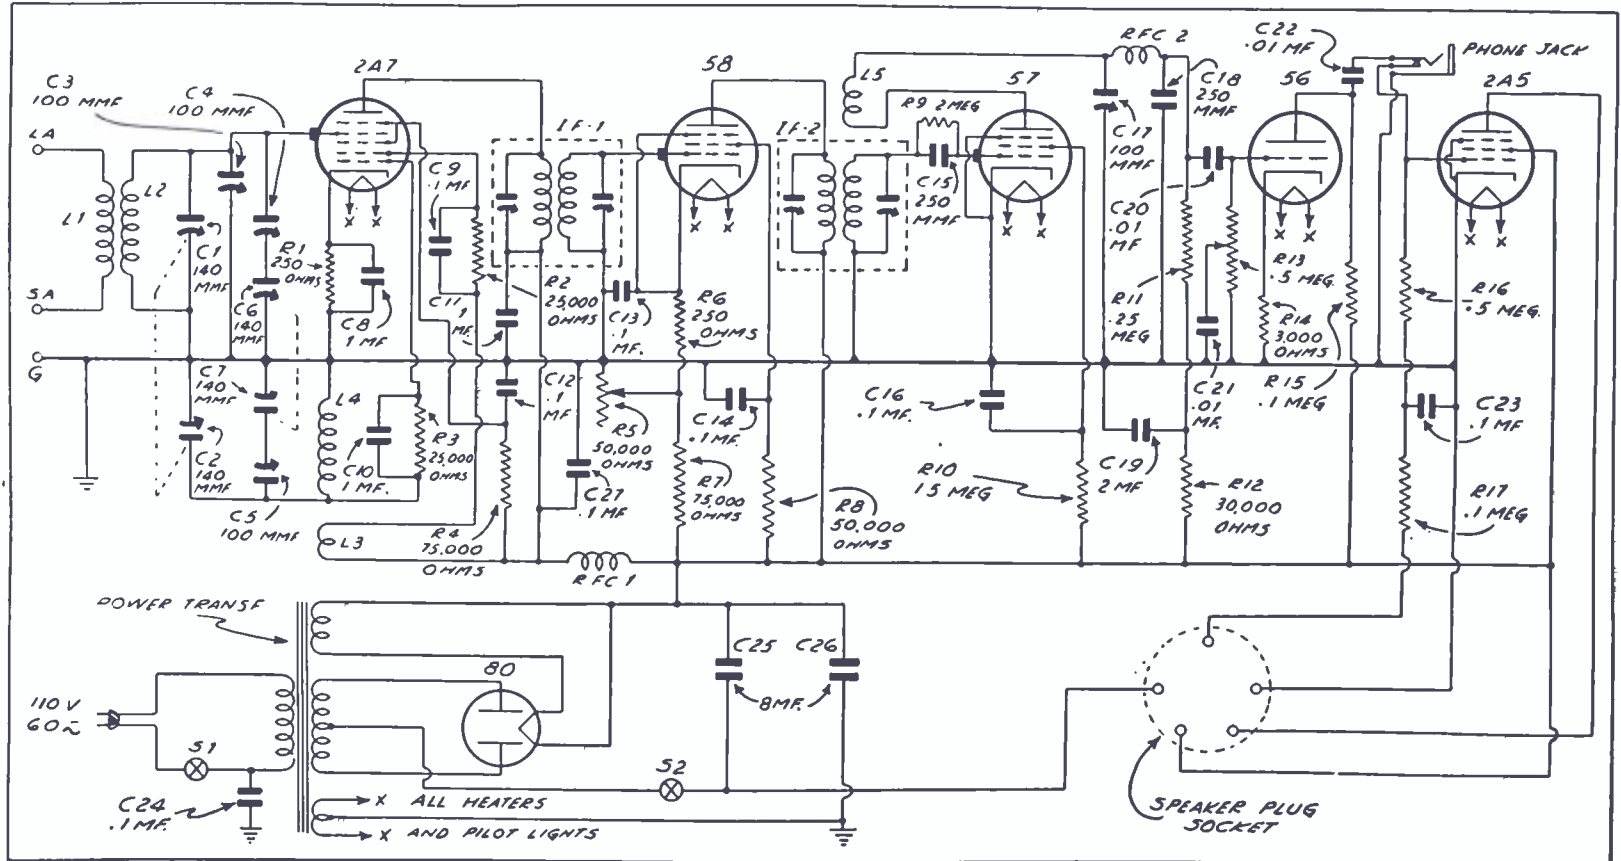 C3
100 MMF
C4
100 MMF
2A7
58
L5
RFC 2
C22
.01 MF
PHONE JACK
57
56
2A5
LA
L1
L2
SA
G
C1
140
MMF
R1
250
OHMS
C6
140
MMF
C8
1 MF
C9
.1 MF
IF-1
R2
25,000
OHMS
C11
1
MF.
C13
.1
MF.
R6
250
OHMS
IF-2
R9 2 MEG
C15
250
MMF
C17
100
MMF
C18
250
MMF
C20
.01
MF
R11
.25
MEG
R13
.5 MEG.
R14
3,000
OHMS
R15
.1 MEG
R16
.5 MEG.
C7
140
MMF
C2
140
MMF
C5
100 MMF
L4
C10
1 MF.
R3
25,000
OHMS
L3
R4
75,000
OHMS
C12
.1
MF
R5
50,000
OHMS
C27
.1 MF
RFC 1
C14
.1 MF.
R7
75,000
OHMS
R8
50,000
OHMS
C16
.1 MF.
R10
1.5 MEG
C19
2 MF
C21
.01
MF.
R12
30,000
OHMS
C23
.1 MF
R17
.1 MEG
POWER TRANSF
110 V
60~
S1
C24
.1 MF.
80
X ALL HEATERS
X AND PILOT LIGHTS
S2
C25
C26
8MF.
SPEAKER PLUG
SOCKET
X X
X X
X X
X X
X X